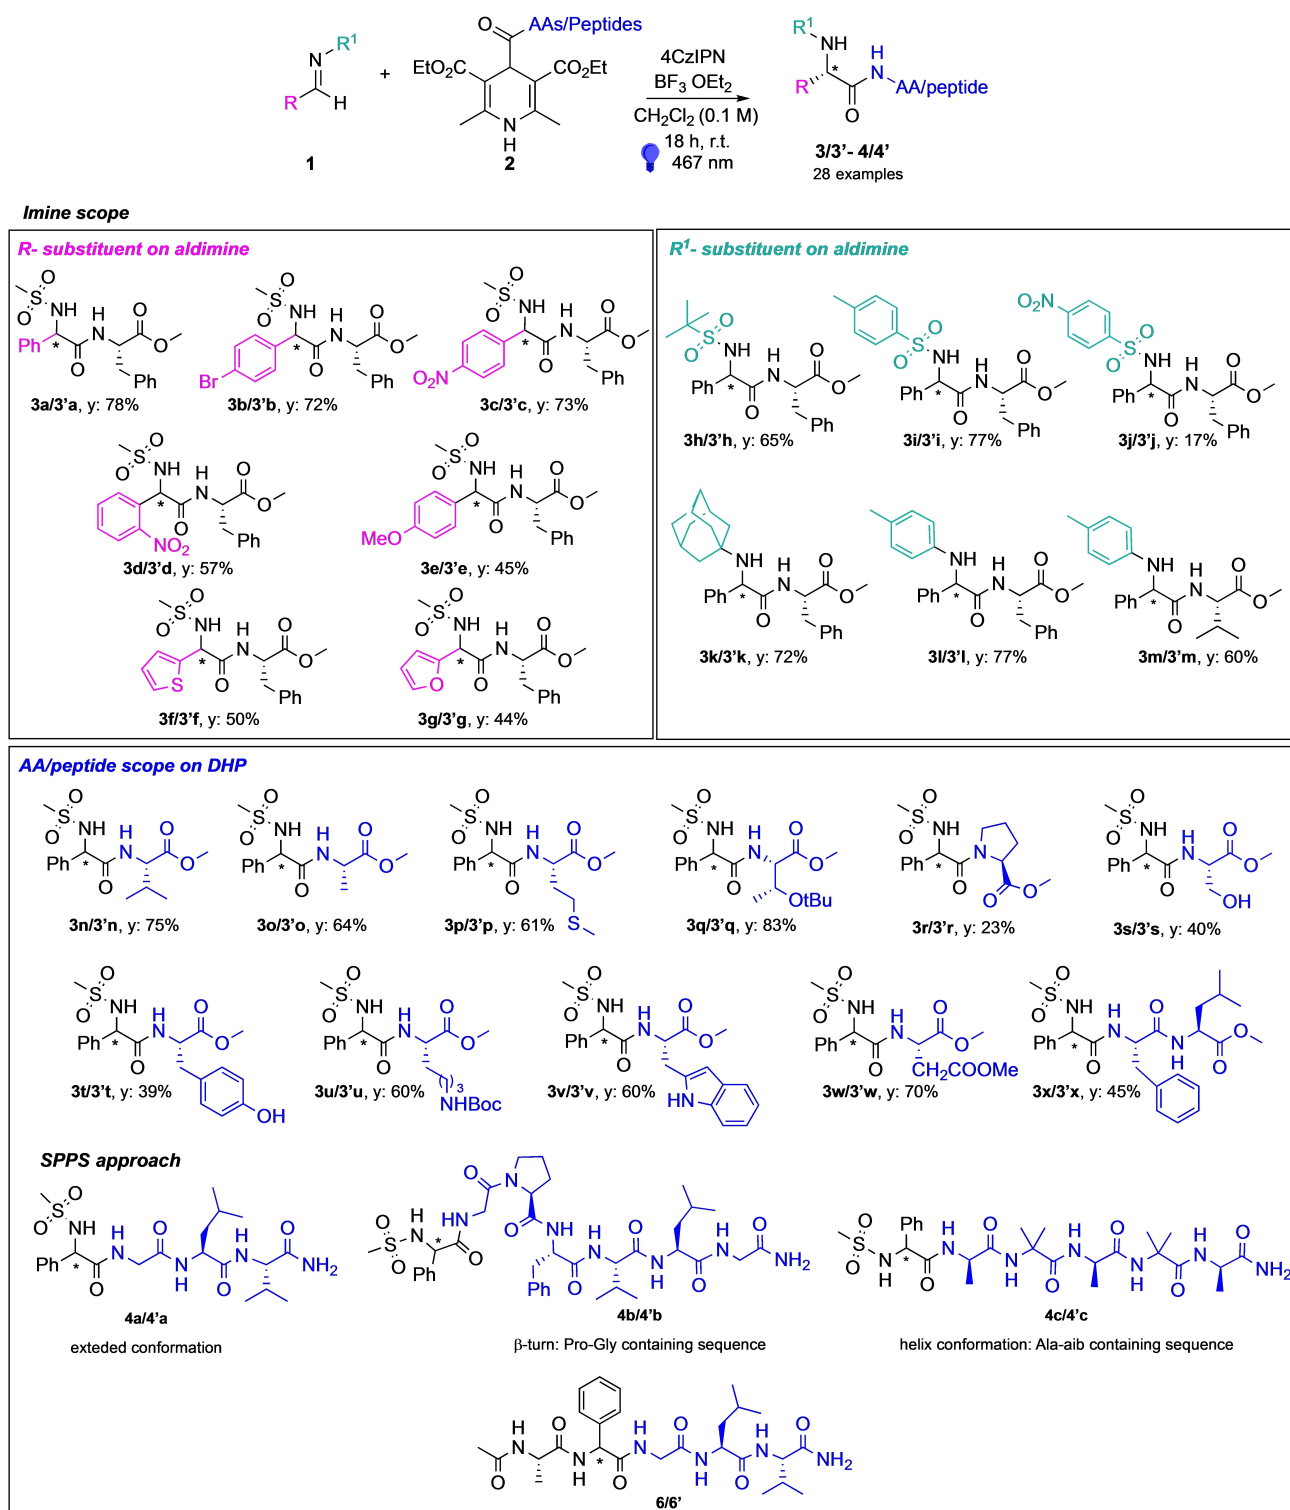 R¹
N
R
H
1
+
O
AAs/Peptides
EtO₂C
CO₂Et
N
H
2
4CzIPN
BF₃ OEt₂
CH₂Cl₂ (0.1 M)
18 h, r.t.
467 nm
R¹
NH
R
*
H
N
AA/peptide
O
3/3'- 4/4'
28 examples
Imine scope
R- substituent on aldimine
R¹- substituent on aldimine
3a/3'a, y: 78%
3b/3'b, y: 72%
3c/3'c, y: 73%
3h/3'h, y: 65%
3i/3'i, y: 77%
3j/3'j, y: 17%
3d/3'd, y: 57%
3e/3'e, y: 45%
3f/3'f, y: 50%
3g/3'g, y: 44%
3k/3'k, y: 72%
3l/3'l, y: 77%
3m/3'm, y: 60%
AA/peptide scope on DHP
3n/3'n, y: 75%
3o/3'o, y: 64%
3p/3'p, y: 61%
3q/3'q, y: 83%
3r/3'r, y: 23%
3s/3's, y: 40%
3t/3't, y: 39%
3u/3'u, y: 60%
3v/3'v, y: 60%
3w/3'w, y: 70%
3x/3'x, y: 45%
SPPS approach
4a/4'a
exteded conformation
4b/4'b
β-turn: Pro-Gly containing sequence
4c/4'c
helix conformation: Ala-aib containing sequence
6/6'